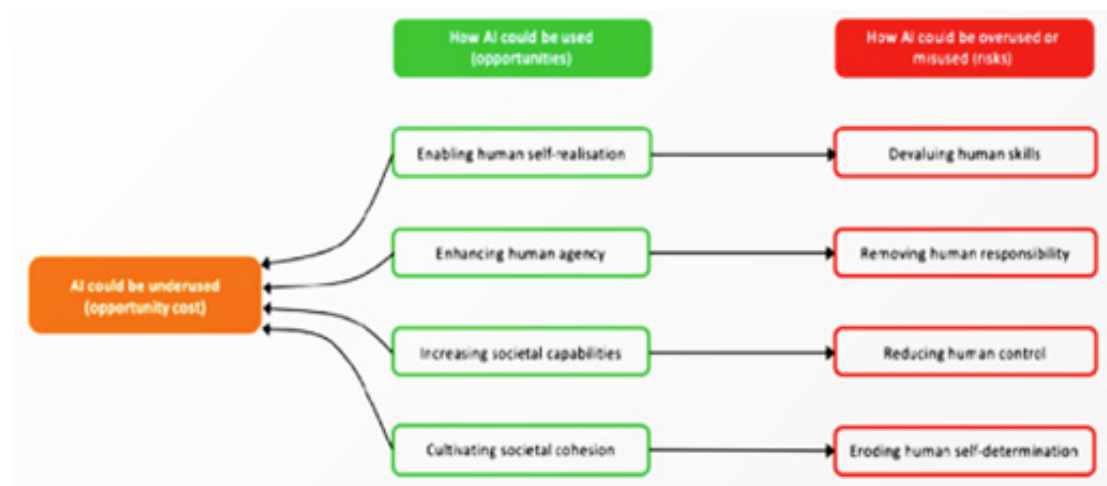 How AI could be used
(opportunities)
How AI could be overused or
misused (risks)
Enabling human self-realisation
Devaluing human skills
Enhancing human agency
Removing human responsibility
AI could be underused
(opportunity cost)
Increasing societal capabilities
Reducing human control
Cultivating societal cohesion
Eroding human self-determination